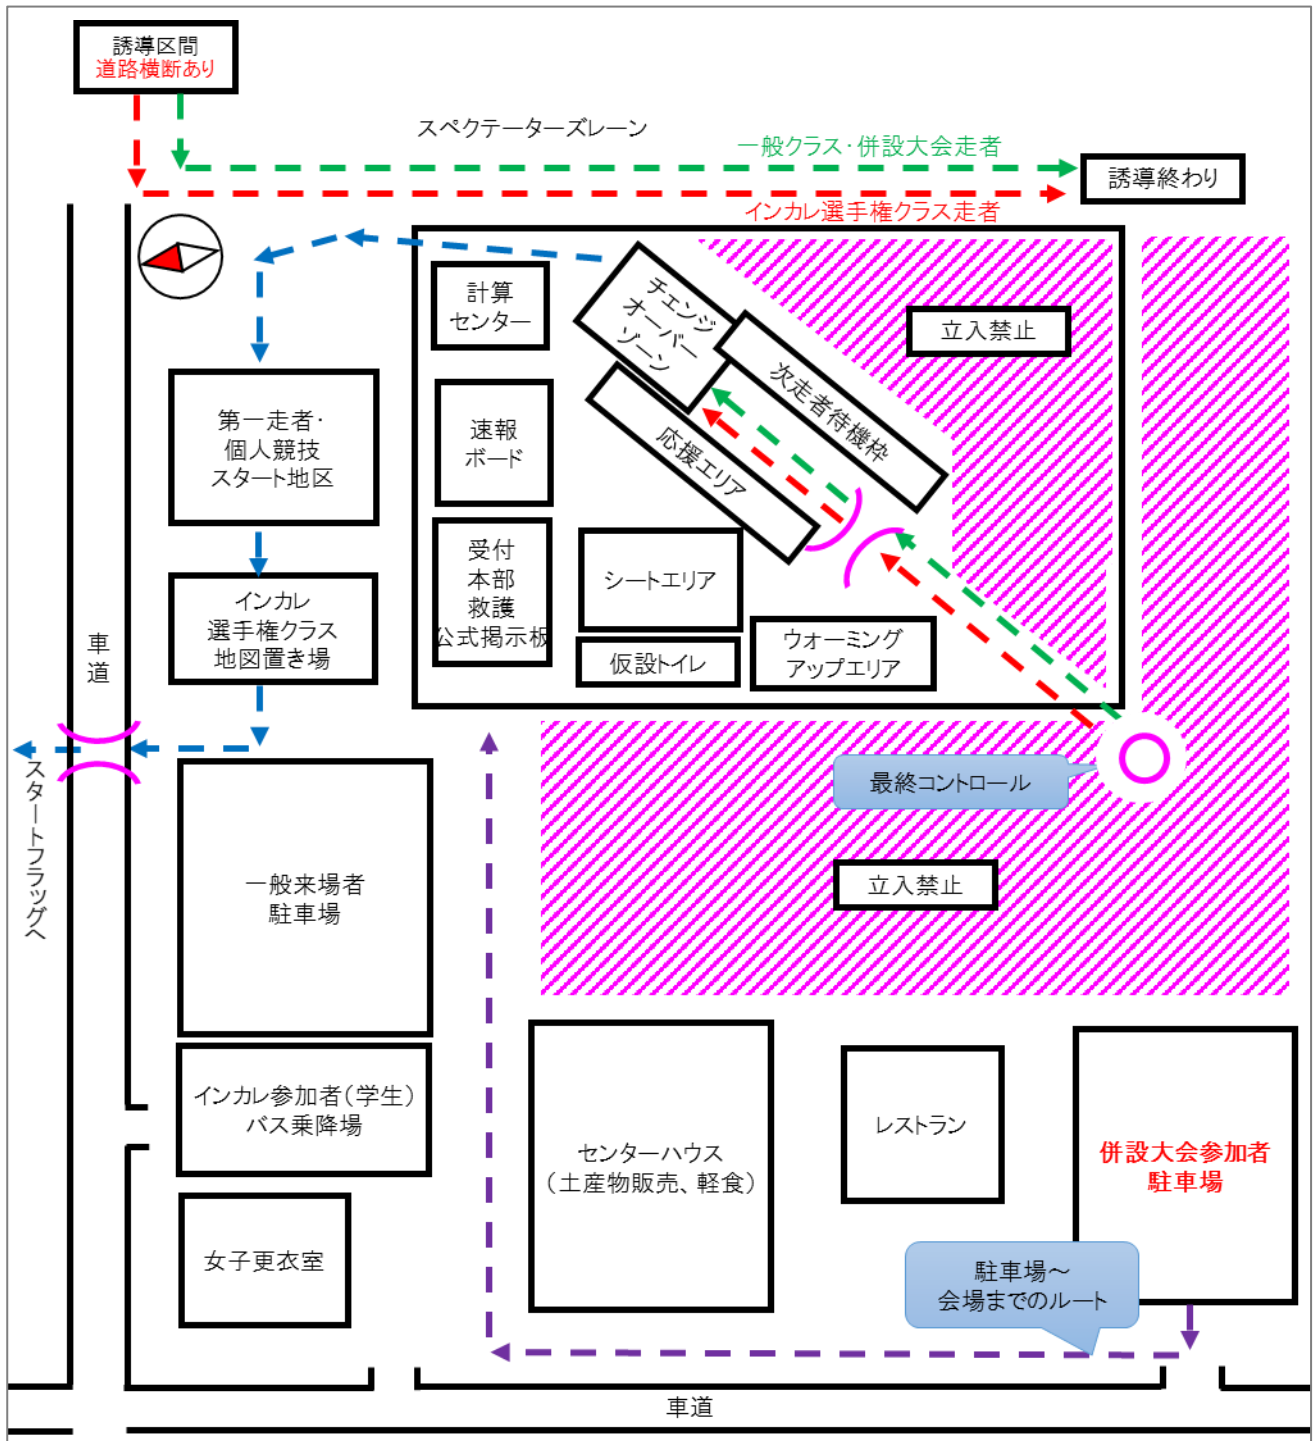 誘導区間
道路横断あり
スペクテーターズレーン
一般クラス・併設大会走者
誘導終わり
インカレ選手権クラス走者
計算
センター
チェンジ
オーバー
ゾーン
次走者待機枠
立入禁止
第一走者・
個人競技
スタート地区
速報
ボード
応援エリア
受付
本部
救護
公式掲示板
シートエリア
仮設トイレ
ウォーミング
アップエリア
インカレ
選手権クラス
地図置き場
車道
スタートフラッグへ
最終コントロール
一般来場者
駐車場
立入禁止
インカレ参加者(学生)
バス乗降場
センターハウス
(土産物販売、軽食)
レストラン
併設大会参加者
駐車場
女子更衣室
駐車場~
会場までのルート
車道